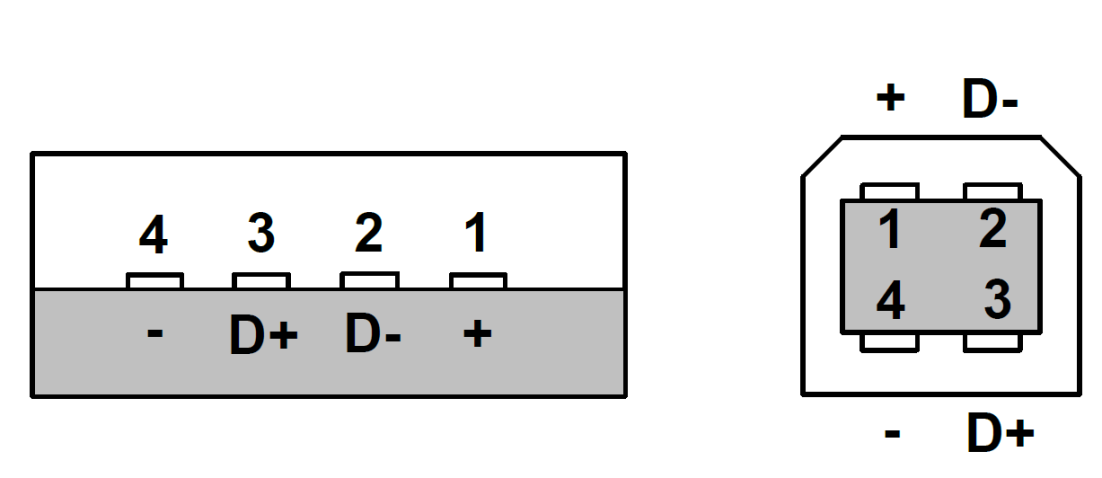 4 3 2 1
- D+ D- +
+ D-
1 2
4 3
- D+